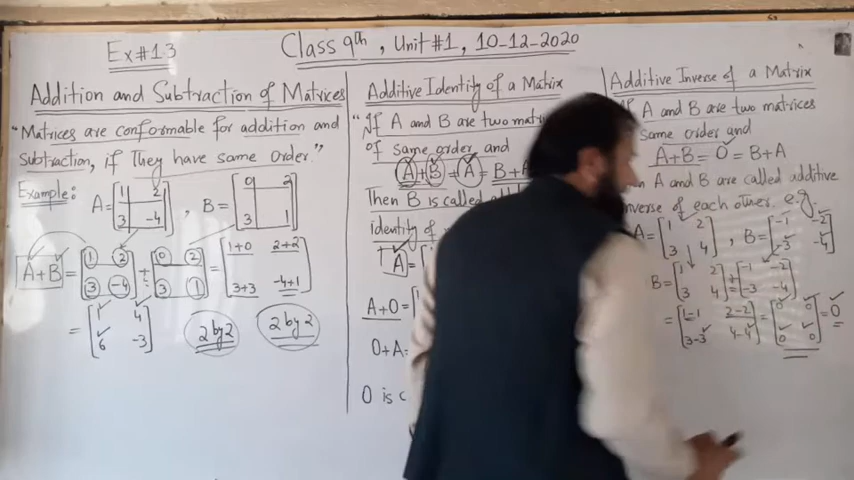 Ex#1.3
Class 9th, Unit#1, 10-12-2020
Addition and Subtraction of Matrices
"Matrices are conformable for addition and
subtraction, if They have same Order."
Example:
A = [1 2
3 -4] , B = [0 2
3 1]
A+B = [1 2
3 -4] + [0 2
3 1] = [1+0 2+2
3+3 -4+1]
= [1 4
6 -3]
2 by 2
2 by 2
Additive Identity of a Matrix
"If A and B are two
of same order and
A+B = A = B+
Then B is called
identity of
A = [
A+0 = [
0+A=
0 is
Additive Inverse of a Matrix
If A and B are two matrices
same order and
A+B = 0 = B+A
A and B are called additive
inverse of each other. e.g
A = [1 2
3 4] , B = [-1 -2
-3 -4]
B = [1 2
3 4] + [-1 -2
-3 -4]
= [1-1 2-2
3-3 4-4] = [0 0
0 0] = 0